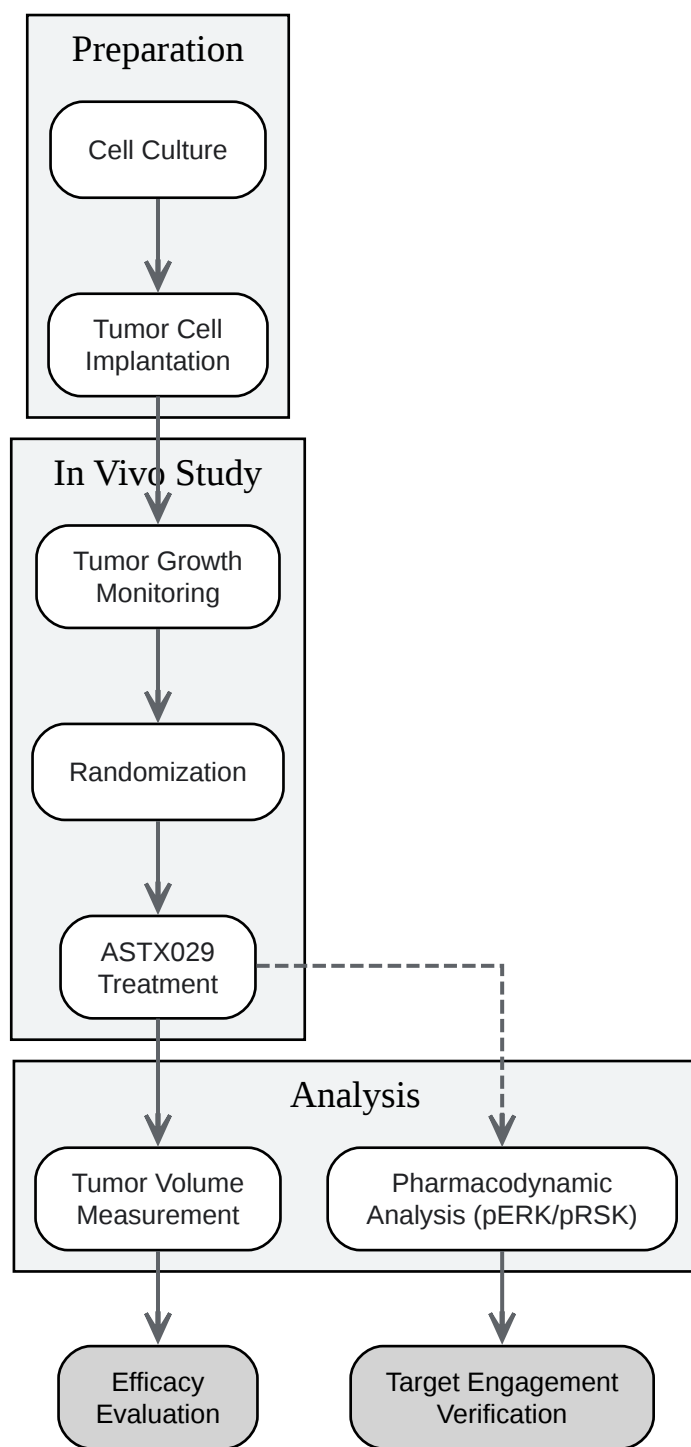 Preparation
Cell Culture
Tumor Cell
Implantation
In Vivo Study
Tumor Growth
Monitoring
Randomization
ASTX029
Treatment
Analysis
Tumor Volume
Measurement
Pharmacodynamic
Analysis (pERK/pRSK)
Efficacy
Evaluation
Target Engagement
Verification